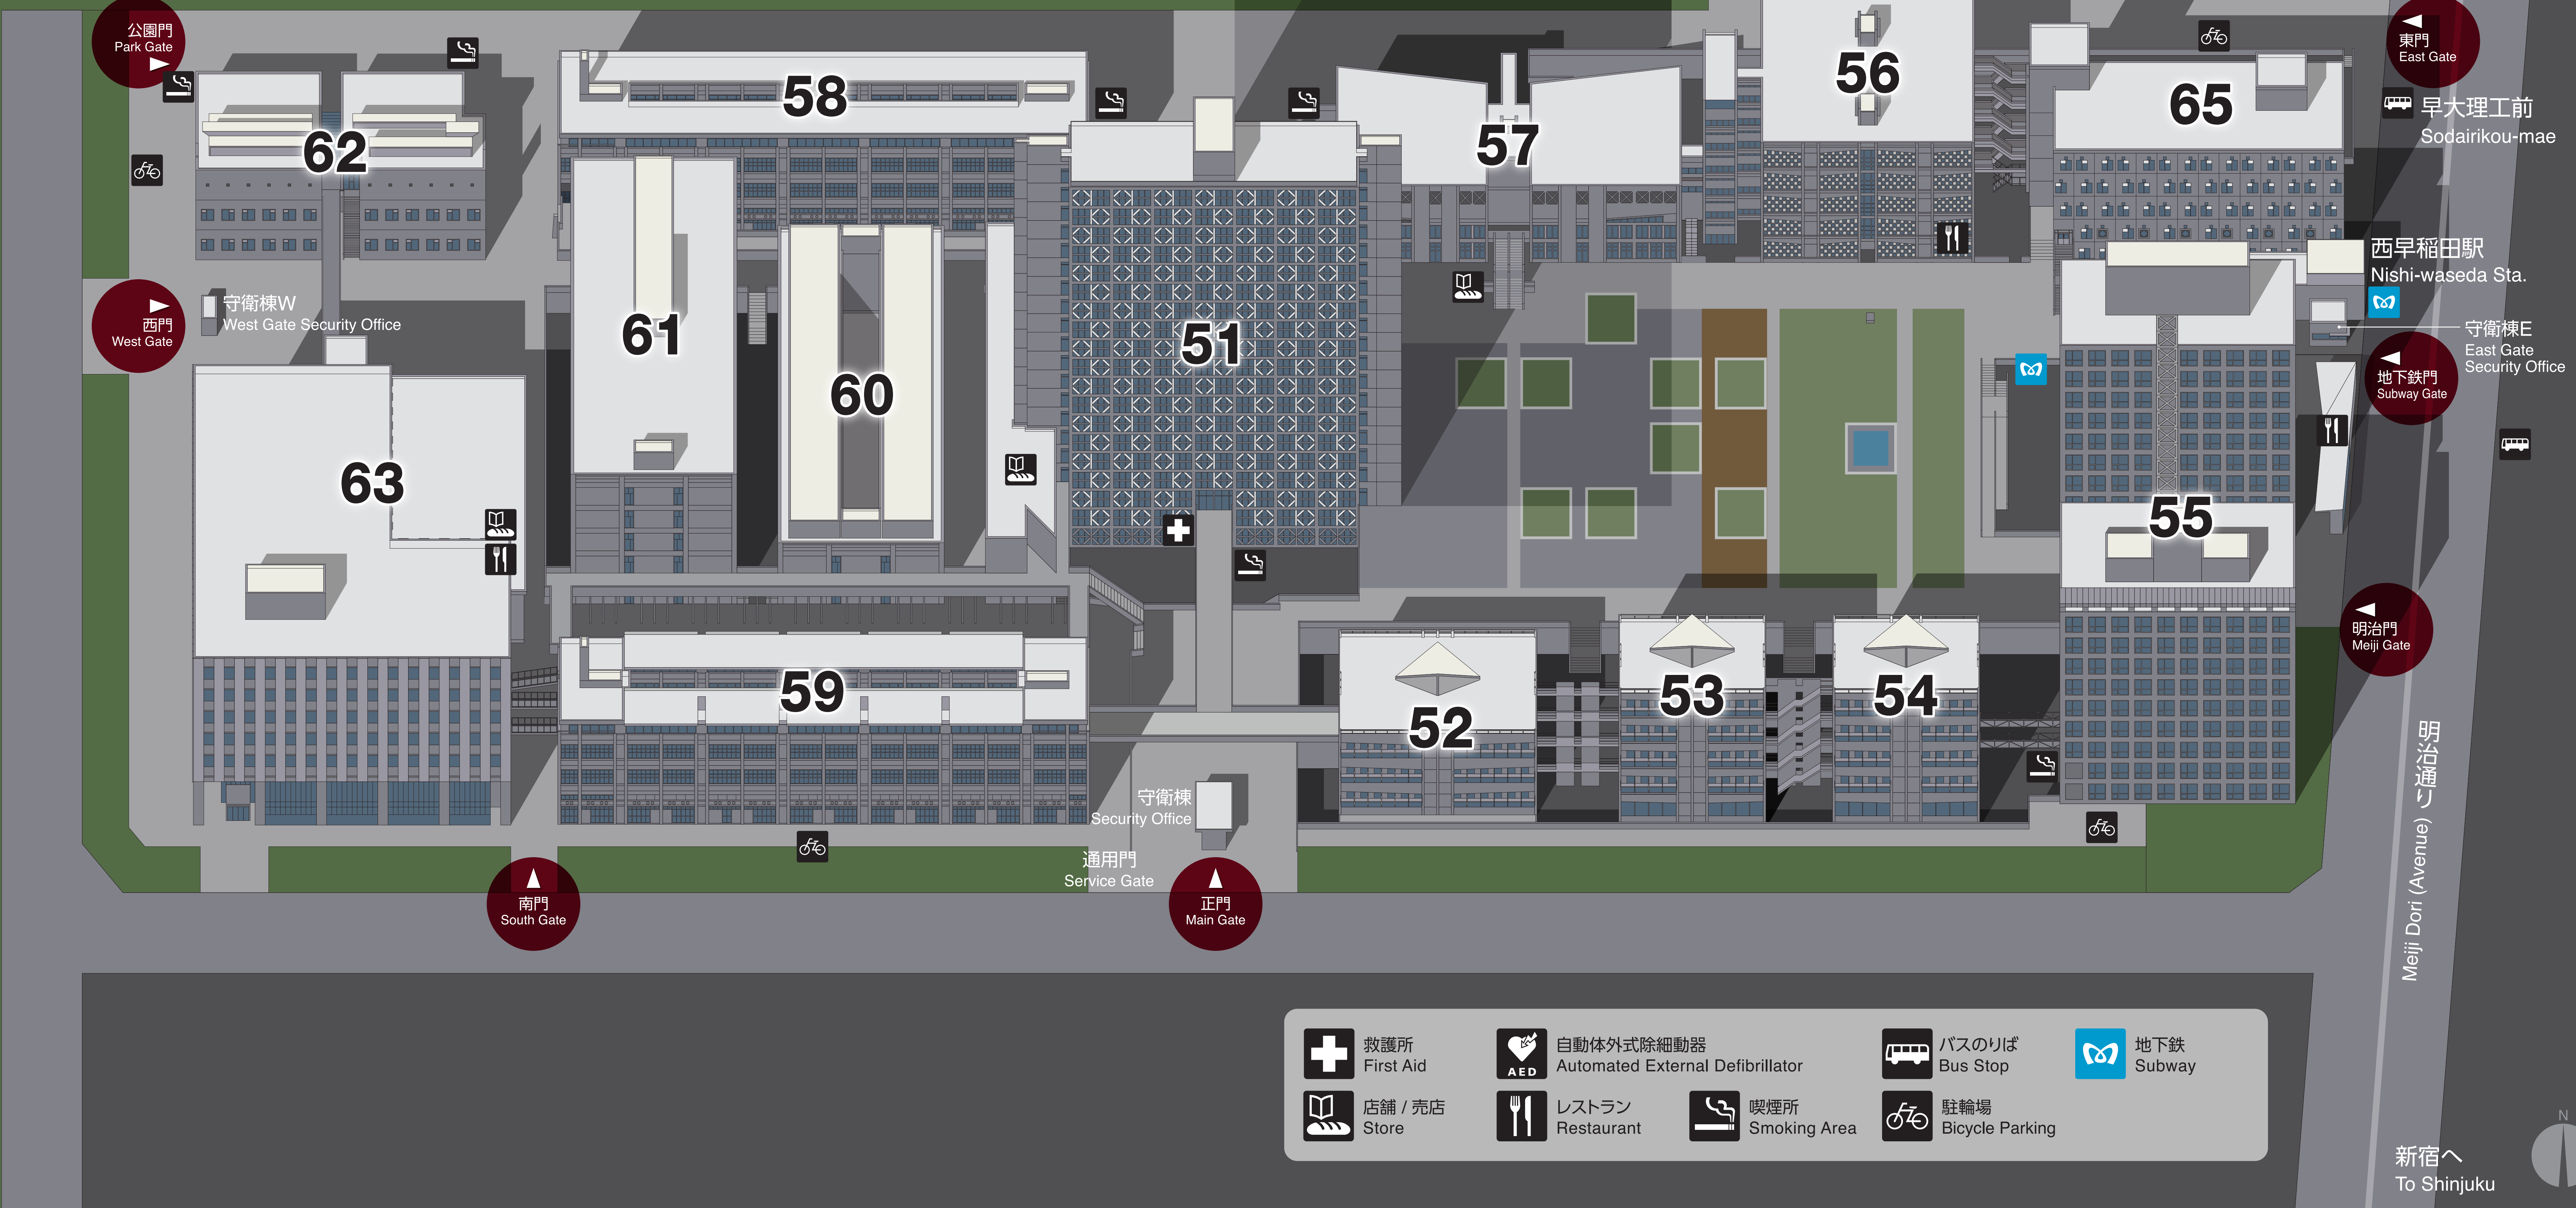 公園門
Park Gate
東門
East Gate
早大理工前
Sodairikou-mae
58
56
65
62
57
西早稲田駅
Nishi-waseda Sta.
守衛棟W
West Gate Security Office
西門
West Gate
61
51
60
守衛棟E
East Gate
Security Office
地下鉄門
Subway Gate
63
55
明治門
Meiji Gate
59
52
53
54
明治通り
Meiji Dori (Avenue)
守衛棟
Security Office
通用門
Service Gate
南門
South Gate
正門
Main Gate
救護所
First Aid
AED
自動体外式除細動器
Automated External Defibrillator
バスのりば
Bus Stop
地下鉄
Subway
店舗 / 売店
Store
レストラン
Restaurant
喫煙所
Smoking Area
駐輪場
Bicycle Parking
N
新宿へ
To Shinjuku